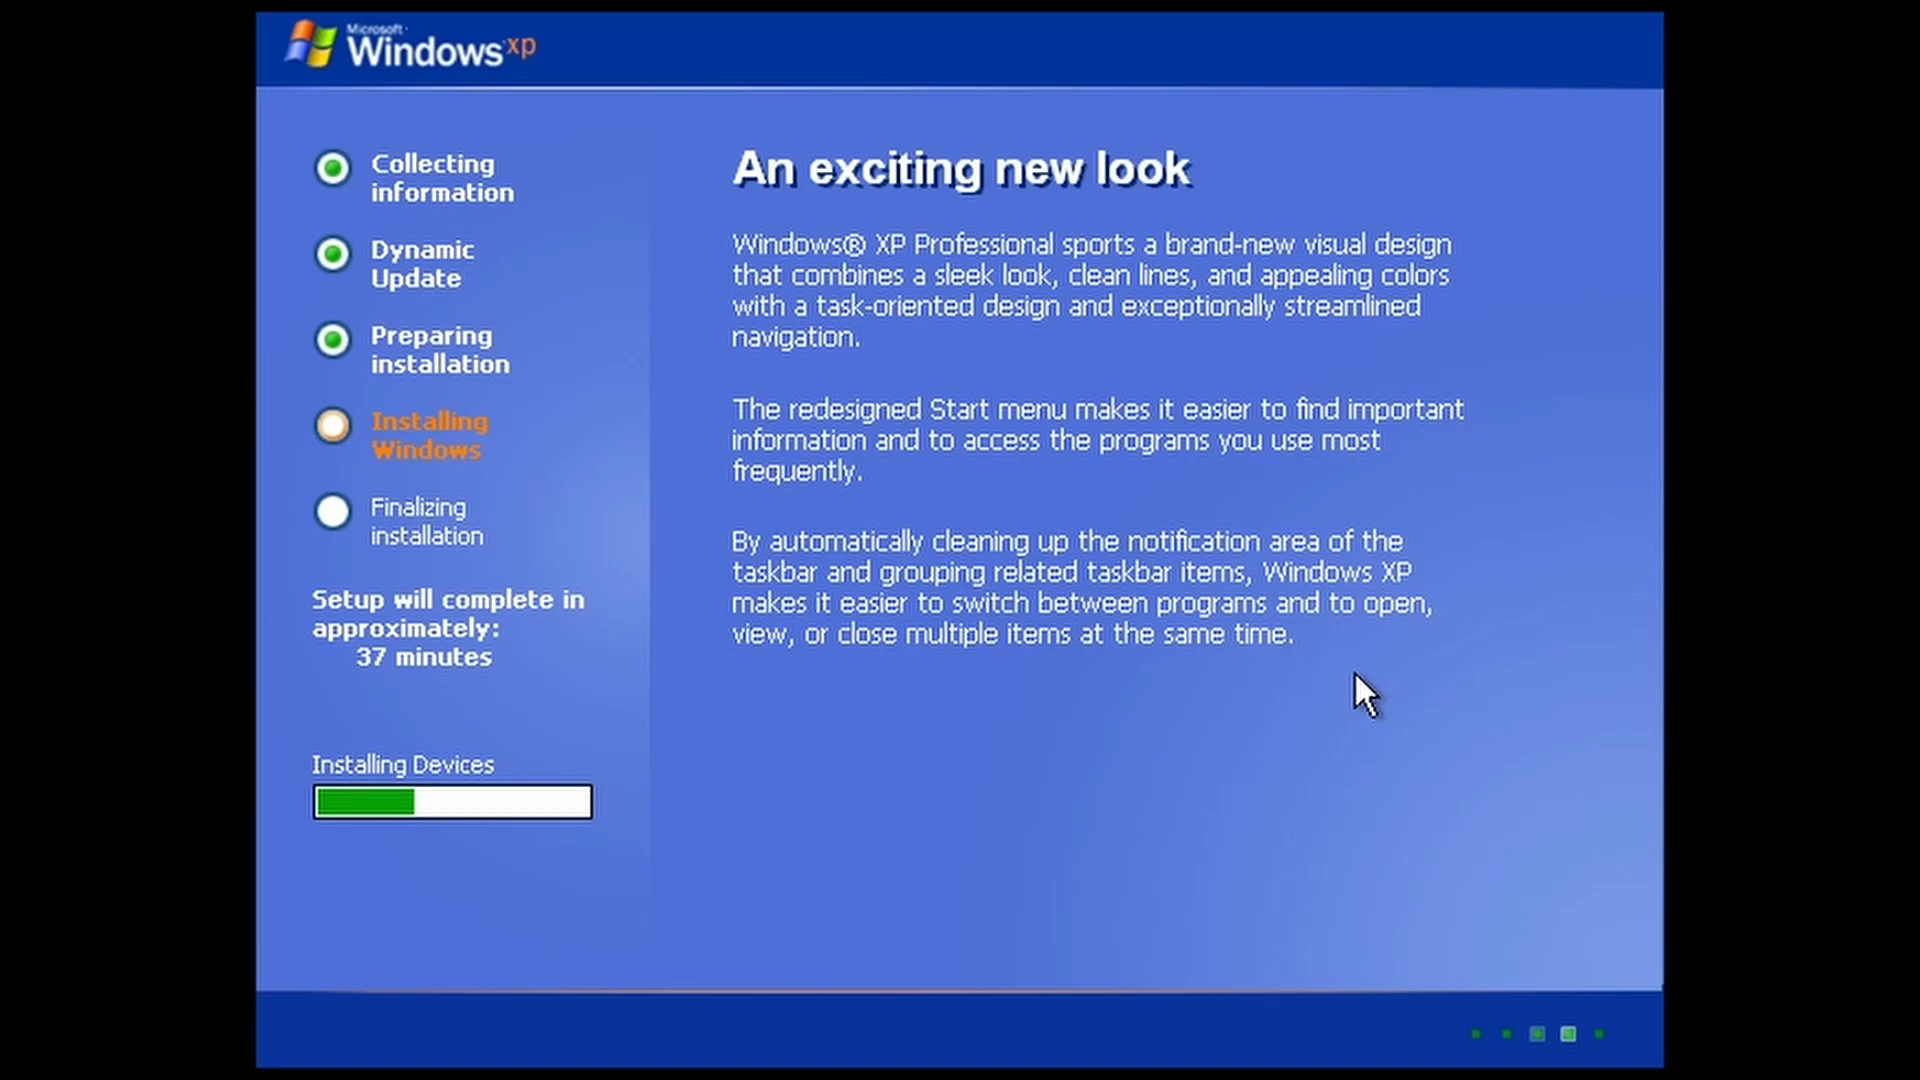 Microsoft
Windows xp
Collecting
information
Dynamic
Update
Preparing
installation
Installing
Windows
Finalizing
installation
Setup will complete in
approximately:
37 minutes
Installing Devices
An exciting new look
Windows® XP Professional sports a brand-new visual design
that combines a sleek look, clean lines, and appealing colors
with a task-oriented design and exceptionally streamlined
navigation.
The redesigned Start menu makes it easier to find important
information and to access the programs you use most
frequently.
By automatically cleaning up the notification area of the
taskbar and grouping related taskbar items, Windows XP
makes it easier to switch between programs and to open,
view, or close multiple items at the same time.